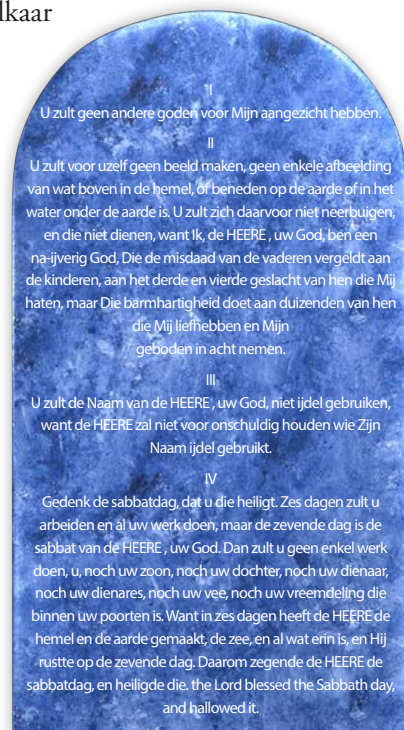 lkaar
I
U zult geen andere goden voor Mijn aangezicht hebben.
II
U zult voor uzelf geen beeld maken, geen enkele afbeelding
van wat boven in de hemel, of beneden op de aarde of in het
water onder de aarde is. U zult zich daarvoor niet neerbuigen,
en die niet dienen, want Ik, de HEERE , uw God, ben een
na-ijverig God, Die de misdaad van de vaderen vergeldt aan
de kinderen, aan het derde en vierde geslacht van hen die Mij
haten, maar Die barmhartigheid doet aan duizenden van hen
die Mij liefhebben en Mijn
geboden in acht nemen.
III
U zult de Naam van de HEERE , uw God, niet ijdel gebruiken,
want de HEERE zal niet voor onschuldig houden wie Zijn
Naam ijdel gebruikt.
IV
Gedenk de sabbatdag, dat u die heiligt. Zes dagen zult u
arbeiden en al uw werk doen, maar de zevende dag is de
sabbat van de HEERE , uw God. Dan zult u geen enkel werk
doen, u, noch uw zoon, noch uw dochter, noch uw dienaar,
noch uw dienares, noch uw vee, noch uw vreemdeling die
binnen uw poorten is. Want in zes dagen heeft de HEERE de
hemel en de aarde gemaakt, de zee, en al wat erin is, en Hij
rustte op de zevende dag. Daarom zegende de HEERE de
sabbatdag, en heiligde die. the Lord blessed the Sabbath day,
and hallowed it.